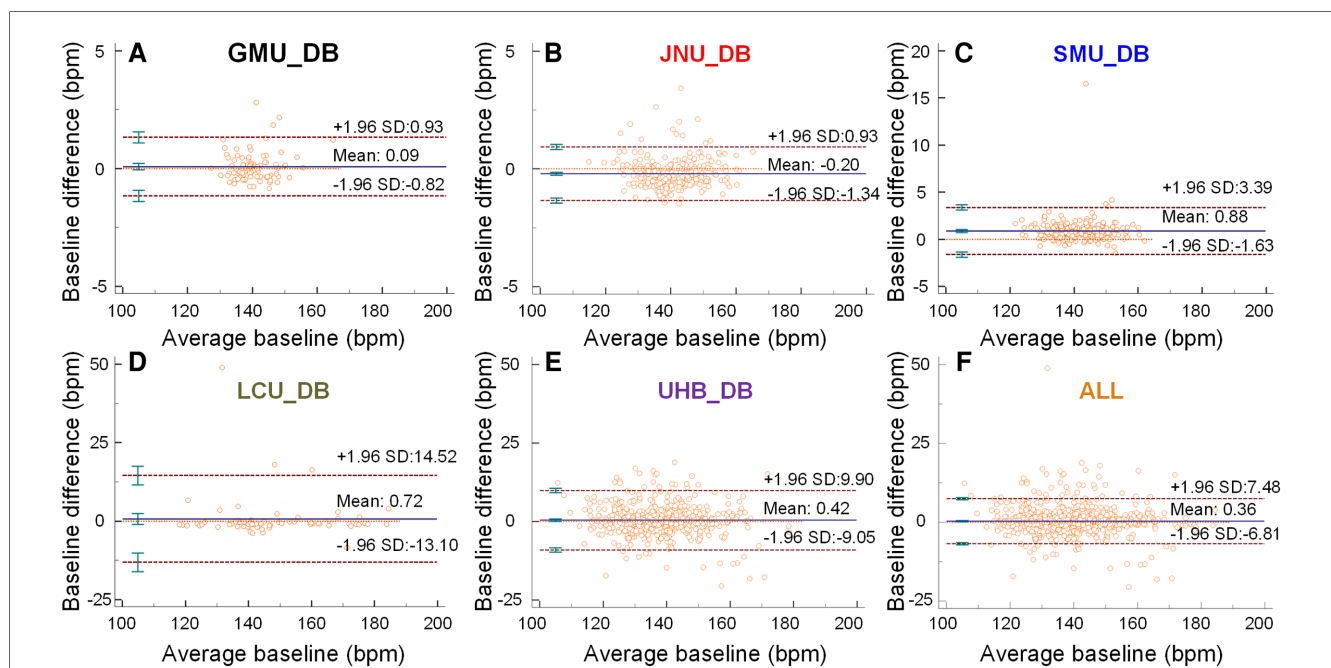 A GMU_DB
5
0
-5
Baseline difference (bpm)
+1.96 SD:0.93
Mean: 0.09
-1.96 SD:-0.82
100 120 140 160 180 200
Average baseline (bpm)
B JNU_DB
5
0
-5
Baseline difference (bpm)
+1.96 SD:0.93
Mean: -0.20
-1.96 SD:-1.34
100 120 140 160 180 200
Average baseline (bpm)
C SMU_DB
20
15
10
5
0
-5
Baseline difference (bpm)
+1.96 SD:3.39
Mean: 0.88
-1.96 SD:-1.63
100 120 140 160 180 200
Average baseline (bpm)
D LCU_DB
50
25
0
-25
Baseline difference (bpm)
+1.96 SD:14.52
Mean: 0.72
-1.96 SD:-13.10
100 120 140 160 180 200
Average baseline (bpm)
E UHB_DB
50
25
0
-25
Baseline difference (bpm)
+1.96 SD:9.90
Mean: 0.42
-1.96 SD:-9.05
100 120 140 160 180 200
Average baseline (bpm)
F ALL
50
25
0
-25
Baseline difference (bpm)
+1.96 SD:7.48
Mean: 0.36
-1.96 SD:-6.81
100 120 140 160 180 200
Average baseline (bpm)